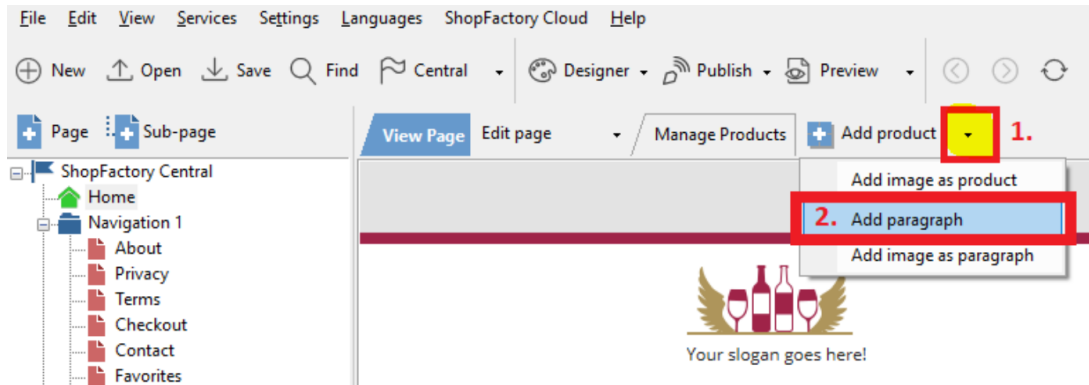 File Edit View Services Settings Languages ShopFactory Cloud Help
New Open Save Find Central Designer Publish Preview
Page Sub-page View Page Edit page Manage Products Add product 1.
ShopFactory Central
Home
Navigation 1
About
Privacy
Terms
Checkout
Contact
Favorites
Add image as product
2. Add paragraph
Add image as paragraph
Your slogan goes here!